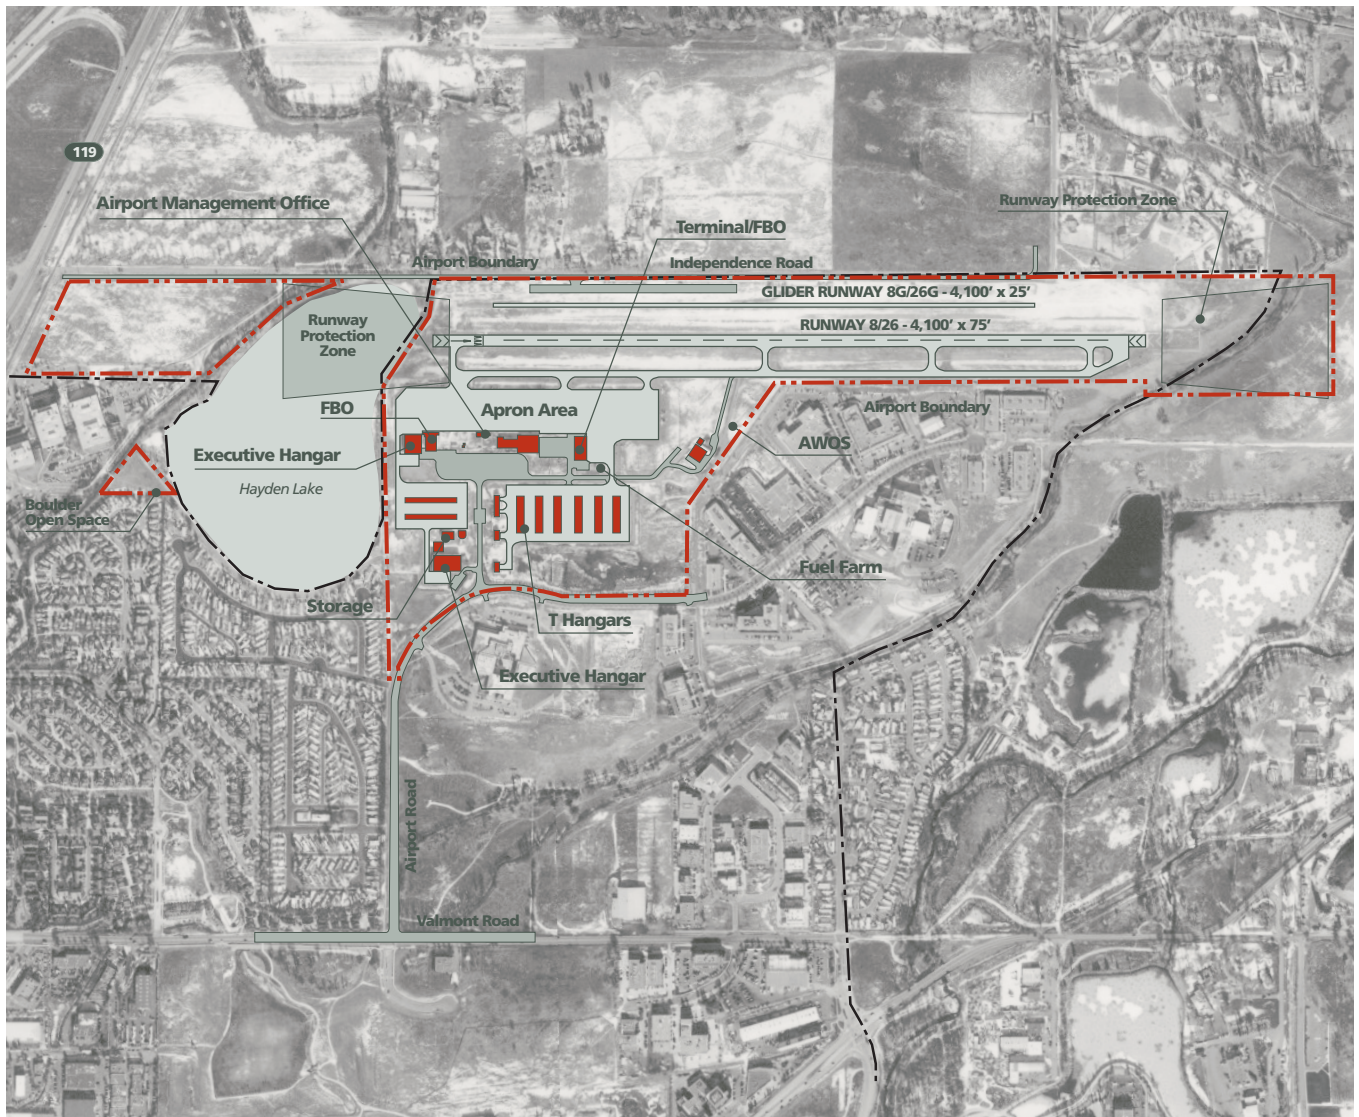 119
Airport Management Office
Runway Protection Zone
Terminal/FBO
Airport Boundary
Independence Road
GLIDER RUNWAY 8G/26G - 4,100' x 25'
Runway
Protection
Zone
RUNWAY 8/26 - 4,100' x 75'
FBO
Apron Area
Airport Boundary
AWOS
Executive Hangar
Hayden Lake
Boulder
Open Space
Fuel Farm
Storage
T Hangars
Executive Hangar
Airport Road
Valmont Road